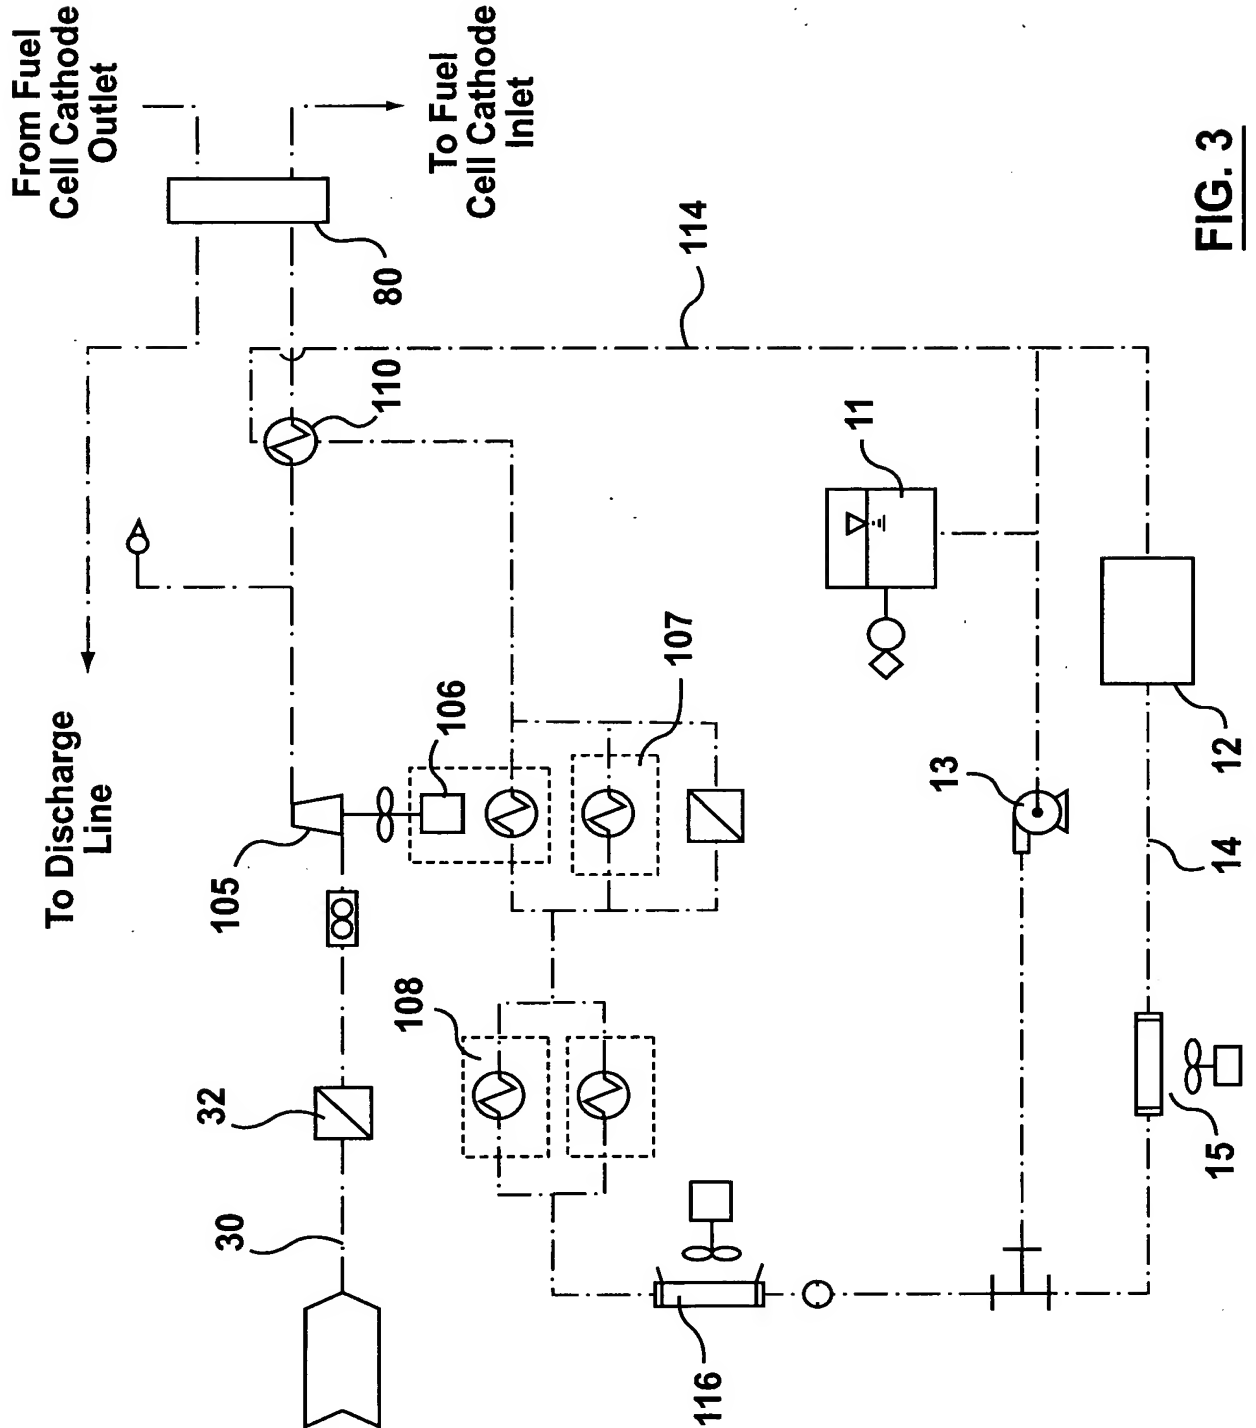 From Fuel
Cell Cathode
Outlet
To Fuel
Cell Cathode
Inlet
80
114
110
11
107
106
To Discharge
Line
105
13
12
14
108
32
30
15
116
FIG. 3